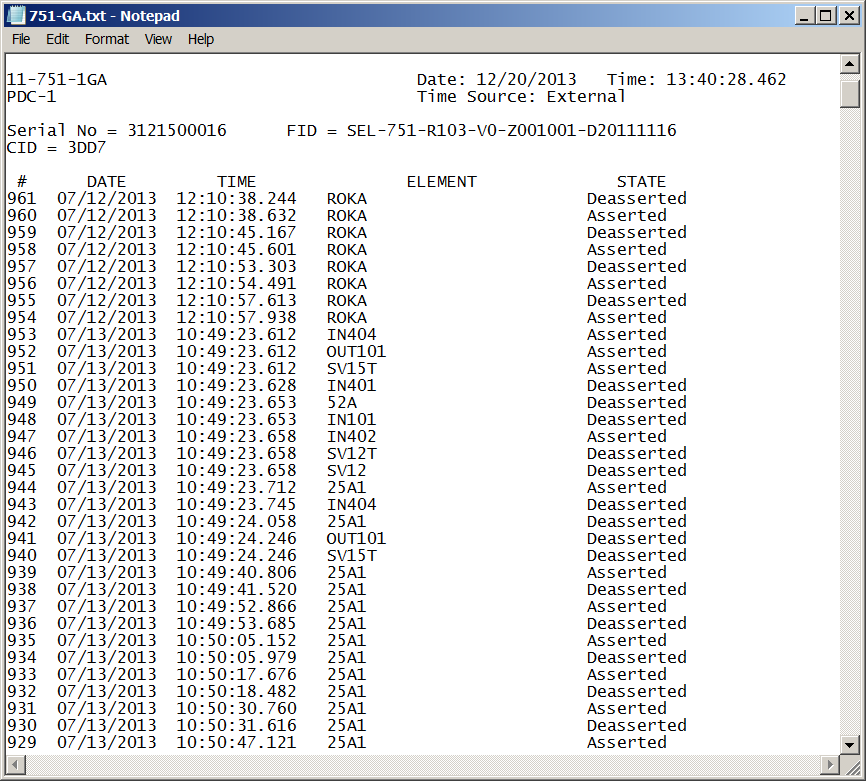 751-GA.txt - Notepad
File Edit Format View Help
11-751-1GA Date: 12/20/2013 Time: 13:40:28.462
PDC-1 Time Source: External
Serial No = 3121500016 FID = SEL-751-R103-V0-Z001001-D20111116
CID = 3DD7
# DATE TIME ELEMENT STATE
961 07/12/2013 12:10:38.244 ROKA Deasserted
960 07/12/2013 12:10:38.632 ROKA Asserted
959 07/12/2013 12:10:45.167 ROKA Deasserted
958 07/12/2013 12:10:45.601 ROKA Asserted
957 07/12/2013 12:10:53.303 ROKA Deasserted
956 07/12/2013 12:10:54.491 ROKA Asserted
955 07/12/2013 12:10:57.613 ROKA Deasserted
954 07/12/2013 12:10:57.938 ROKA Asserted
953 07/13/2013 10:49:23.612 IN404 Asserted
952 07/13/2013 10:49:23.612 OUT101 Asserted
951 07/13/2013 10:49:23.612 SV15T Asserted
950 07/13/2013 10:49:23.628 IN401 Deasserted
949 07/13/2013 10:49:23.653 52A Deasserted
948 07/13/2013 10:49:23.653 IN101 Deasserted
947 07/13/2013 10:49:23.658 IN402 Asserted
946 07/13/2013 10:49:23.658 SV12T Deasserted
945 07/13/2013 10:49:23.658 SV12 Deasserted
944 07/13/2013 10:49:23.712 25A1 Asserted
943 07/13/2013 10:49:23.745 IN404 Deasserted
942 07/13/2013 10:49:24.058 25A1 Deasserted
941 07/13/2013 10:49:24.246 OUT101 Deasserted
940 07/13/2013 10:49:24.246 SV15T Deasserted
939 07/13/2013 10:49:40.806 25A1 Asserted
938 07/13/2013 10:49:41.520 25A1 Deasserted
937 07/13/2013 10:49:52.866 25A1 Asserted
936 07/13/2013 10:49:53.685 25A1 Deasserted
935 07/13/2013 10:50:05.152 25A1 Asserted
934 07/13/2013 10:50:05.979 25A1 Deasserted
933 07/13/2013 10:50:17.676 25A1 Asserted
932 07/13/2013 10:50:18.482 25A1 Deasserted
931 07/13/2013 10:50:30.760 25A1 Asserted
930 07/13/2013 10:50:31.616 25A1 Deasserted
929 07/13/2013 10:50:47.121 25A1 Asserted